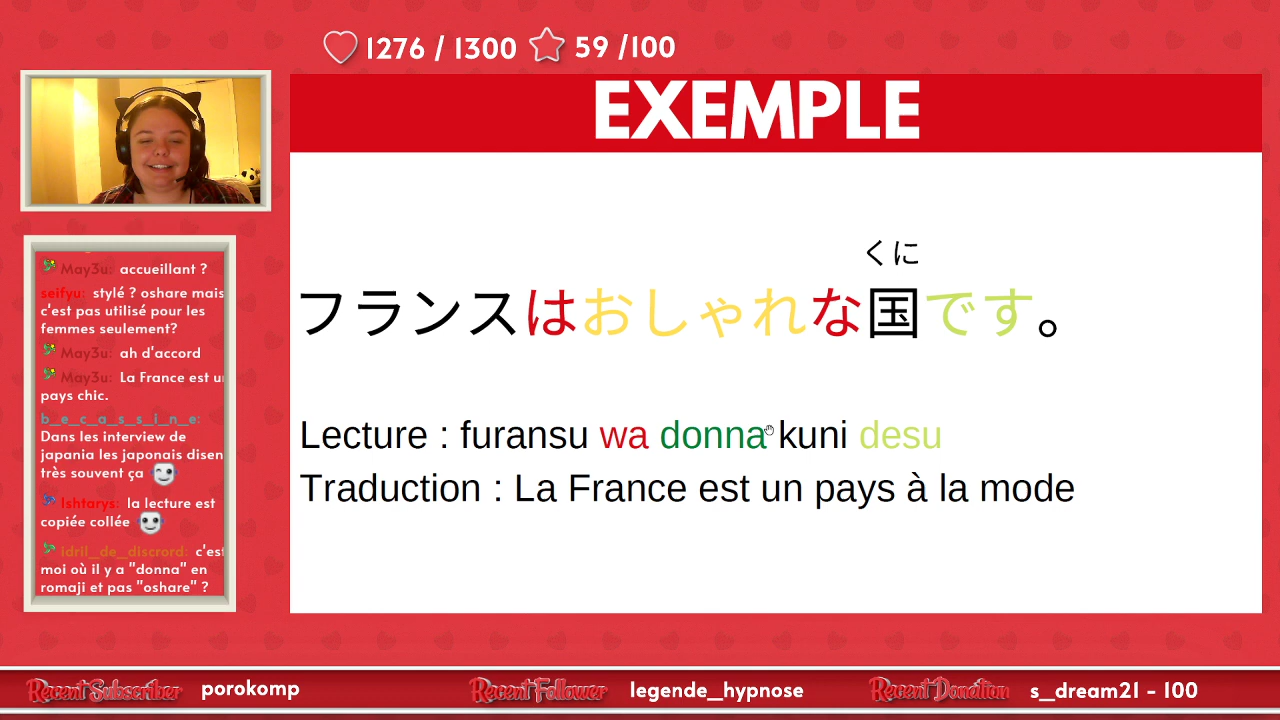 1276 / 1300 59 /100
EXEMPLE
くに
フランスはおしゃれな国です。
Lecture : furansu wa donna kuni desu
Traduction : La France est un pays à la mode
May3u: accueillant ?
seifyu: stylé ? oshare mais
c'est pas utilisé pour les
femmes seulement?
May3u: ah d'accord
May3u: La France est un
pays chic.
b_e_c_a_s_s_i_n_e:
Dans les interview de
japania les japonais disen
très souvent ça
Ishtarys: la lecture est
copiée collée
idril_de_discrord: c'est
moi où il y a "donna" en
romaji et pas "oshare" ?
Recent Subscriber porokomp
Recent Follower legende_hypnose
Recent Donation s_dream21 - 100